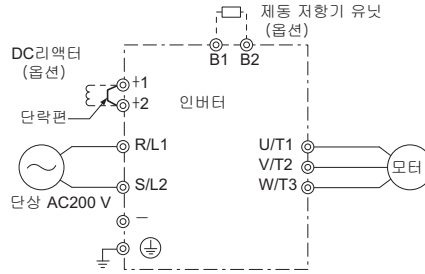 제동 저항기 유닛
(옵션)
B1 B2
DC리액터
(옵션)
+1
+2
단락편
인버터
R/L1
S/L2
단상 AC200 V
−
U/T1
V/T2
W/T3
모터